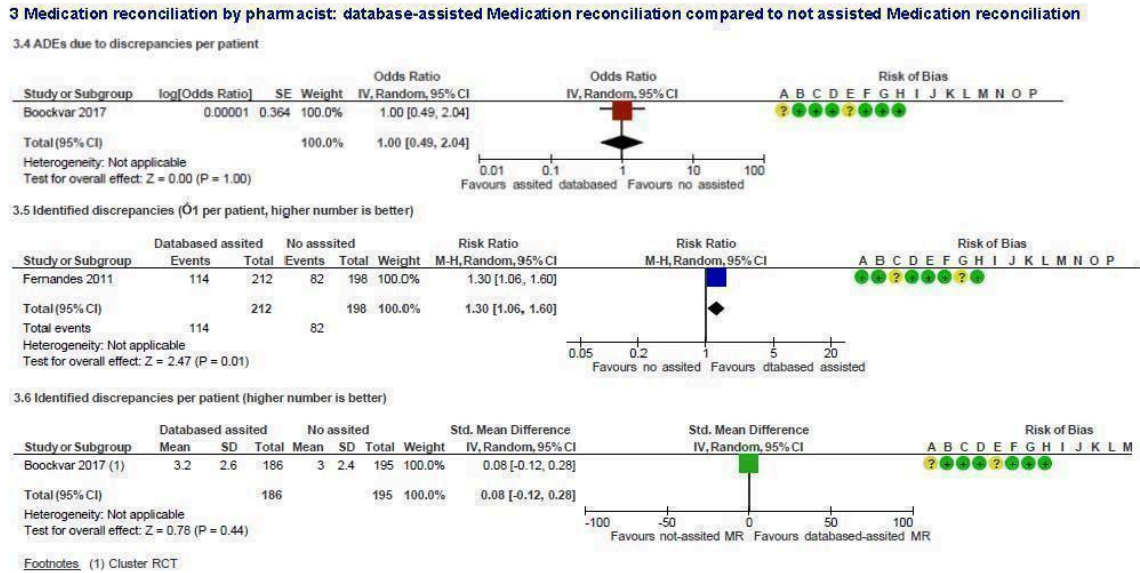 3 Medication reconciliation by pharmacist: database-assisted Medication reconciliation compared to not assisted Medication reconciliation
3.4 ADEs due to discrepancies per patient
Odds Ratio Odds Ratio Risk of Bias
Study or Subgroup log[Odds Ratio] SE Weight IV, Random, 95% CI IV, Random, 95% CI A B C D E F G H I J K L M N O P
Boockvar 2017 0.00001 0.364 100.0% 1.00 [0.49, 2.04] ? + + + ? + + +
Total (95% CI) 100.0% 1.00 [0.49, 2.04]
Heterogeneity: Not applicable
Test for overall effect: Z = 0.00 (P = 1.00)
0.01 0.1 1 10 100
Favours assited databased Favours no assisted
3.5 Identified discrepancies (Ó1 per patient, higher number is better)
Databased assited No asssited Risk Ratio Risk Ratio Risk of Bias
Study or Subgroup Events Total Events Total Weight M-H, Random, 95% CI M-H, Random, 95% CI A B C D E F G H I J K L M N O P
Fernandes 2011 114 212 82 198 100.0% 1.30 [1.06, 1.60] + + ? + + + ? +
Total (95% CI) 212 198 100.0% 1.30 [1.06, 1.60]
Total events 114 82
Heterogeneity: Not applicable
Test for overall effect: Z = 2.47 (P = 0.01)
0.05 0.2 1 5 20
Favours no assited Favours dtabased assisted
3.6 Identified discrepancies per patient (higher number is better)
Databased assited No assited Std. Mean Difference Std. Mean Difference Risk of Bias
Study or Subgroup Mean SD Total Mean SD Total Weight IV, Random, 95% CI IV, Random, 95% CI A B C D E F G H I J K L M
Boockvar 2017 (1) 3.2 2.6 186 3 2.4 195 100.0% 0.08 [-0.12, 0.28] ? + + + ? + + +
Total (95% CI) 186 195 100.0% 0.08 [-0.12, 0.28]
Heterogeneity: Not applicable
Test for overall effect: Z = 0.78 (P = 0.44)
-100 -50 0 50 100
Favours not-assited MR Favours databased-assited MR
Footnotes (1) Cluster RCT